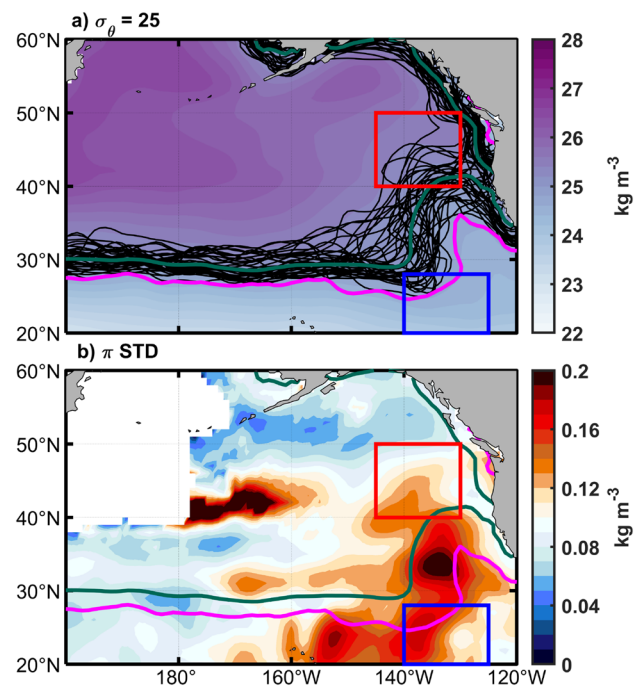 a) σθ = 25
60°N
50°N
40°N
30°N
20°N
28
27
26
25
24
23
22
kg m⁻³
b) π STD
60°N
50°N
40°N
30°N
20°N
180°
160°W
140°W
120°W
0.2
0.16
0.12
0.08
0.04
0
kg m⁻³